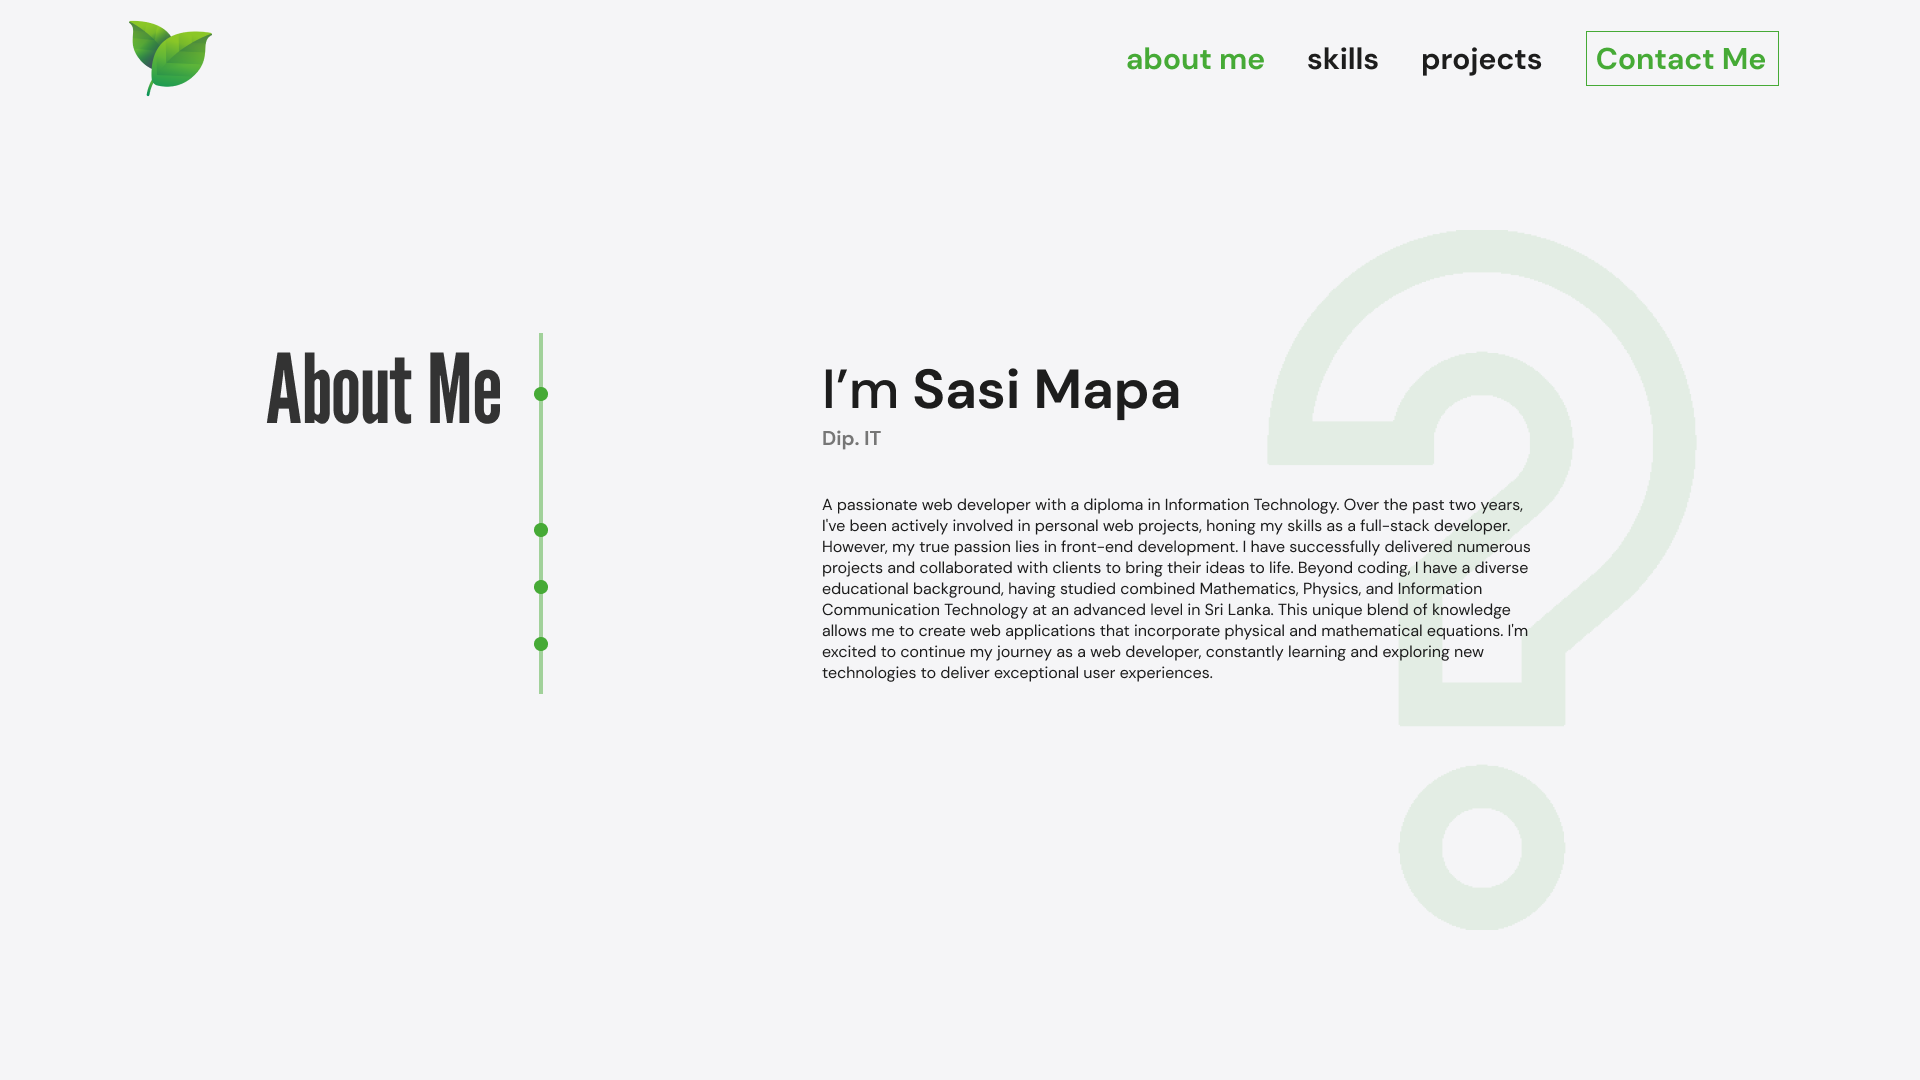 about me
skills
projects
Contact Me
About Me
I’m Sasi Mapa
Dip. IT
A passionate web developer with a diploma in Information Technology. Over the past two years,
I've been actively involved in personal web projects, honing my skills as a full-stack developer.
However, my true passion lies in front-end development. I have successfully delivered numerous
projects and collaborated with clients to bring their ideas to life. Beyond coding, I have a diverse
educational background, having studied combined Mathematics, Physics, and Information
Communication Technology at an advanced level in Sri Lanka. This unique blend of knowledge
allows me to create web applications that incorporate physical and mathematical equations. I'm
excited to continue my journey as a web developer, constantly learning and exploring new
technologies to deliver exceptional user experiences.
?